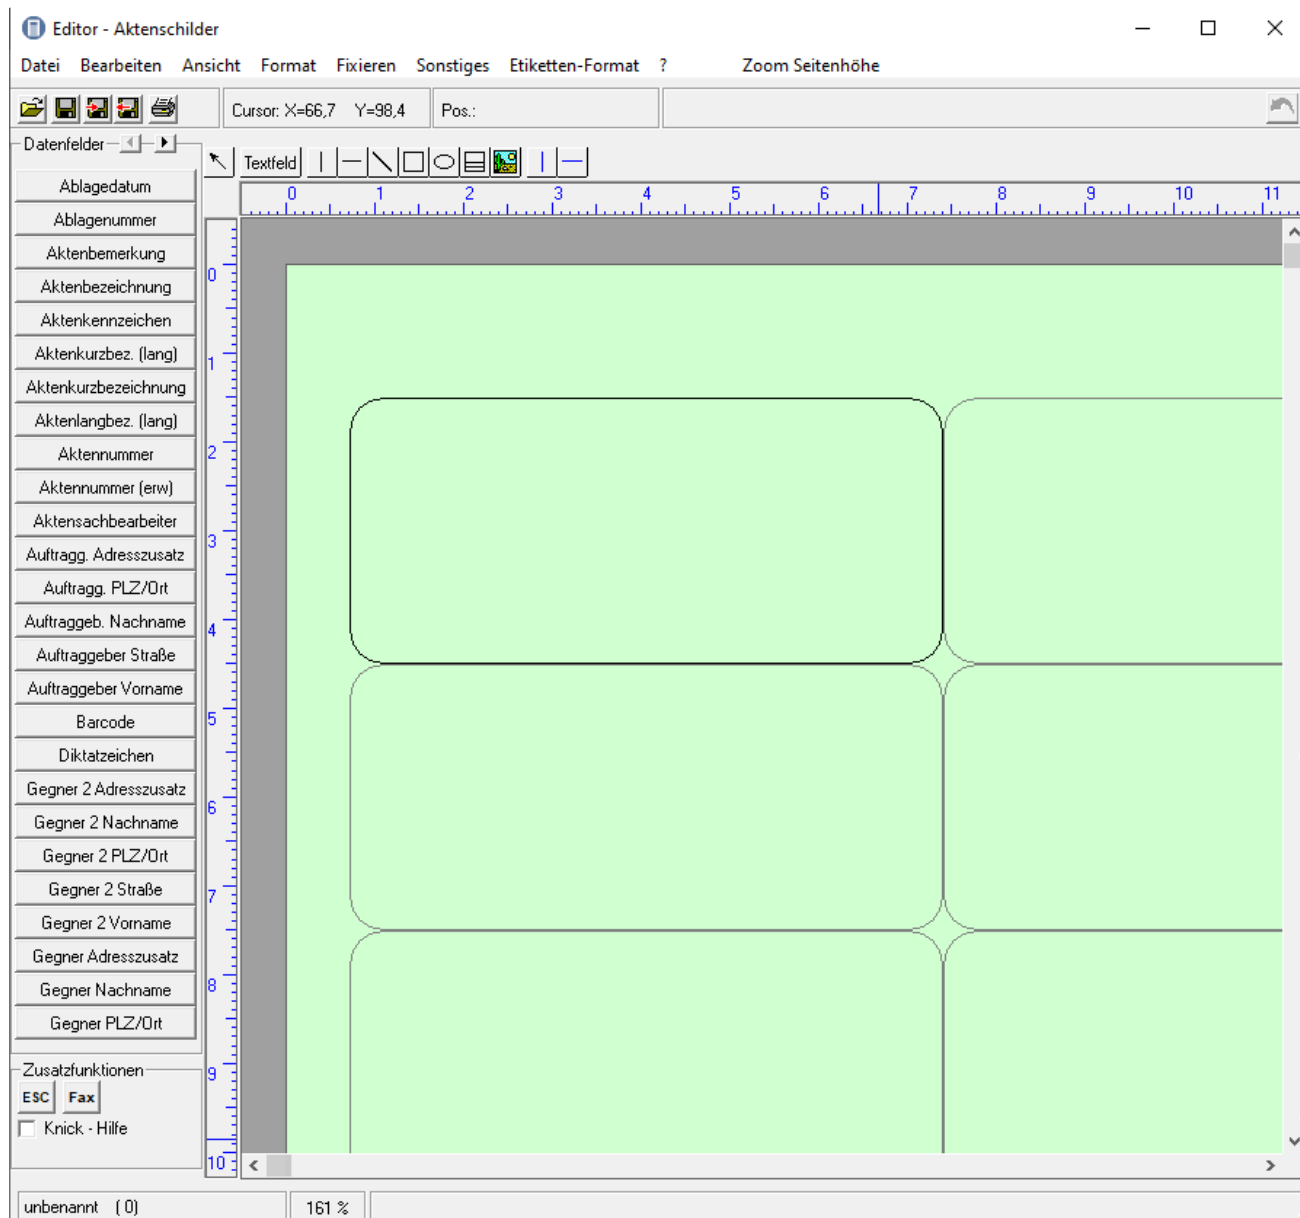 Editor - Aktenschilder
Datei Bearbeiten Ansicht Format Fixieren Sonstiges Etiketten-Format ? Zoom Seitenhöhe
Cursor: X=66,7 Y=98,4 Pos.:
Datenfelder
Textfeld
0 1 2 3 4 5 6 7 8 9 10 11
Ablagedatum
Ablagenummer
Aktenbemerkung
Aktenbezeichnung
Aktenkennzeichen
Aktenkurzbez. (lang)
Aktenkurzbezeichnung
Aktenlangbez. (lang)
Aktennummer
Aktennummer (erw)
Aktensachbearbeiter
Auftragg. Adresszusatz
Auftragg. PLZ/Ort
Auftraggeb. Nachname
Auftraggeber Straße
Auftraggeber Vorname
Barcode
Diktatzeichen
Gegner 2 Adresszusatz
Gegner 2 Nachname
Gegner 2 PLZ/Ort
Gegner 2 Straße
Gegner 2 Vorname
Gegner Adresszusatz
Gegner Nachname
Gegner PLZ/Ort
0
1
2
3
4
5
6
7
8
9
10
Zusatzfunktionen
ESC Fax
Knick - Hilfe
unbenannt ( 0) 161 %